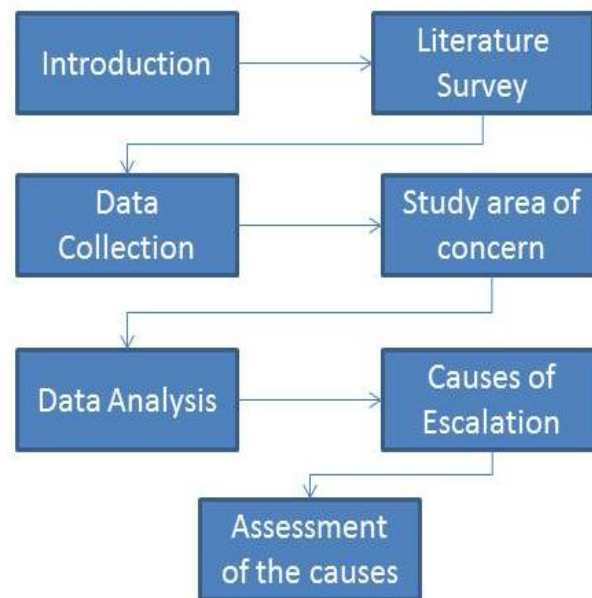 Introduction
Literature
Survey
Data
Collection
Study area of
concern
Data Analysis
Causes of
Escalation
Assessment
of the causes